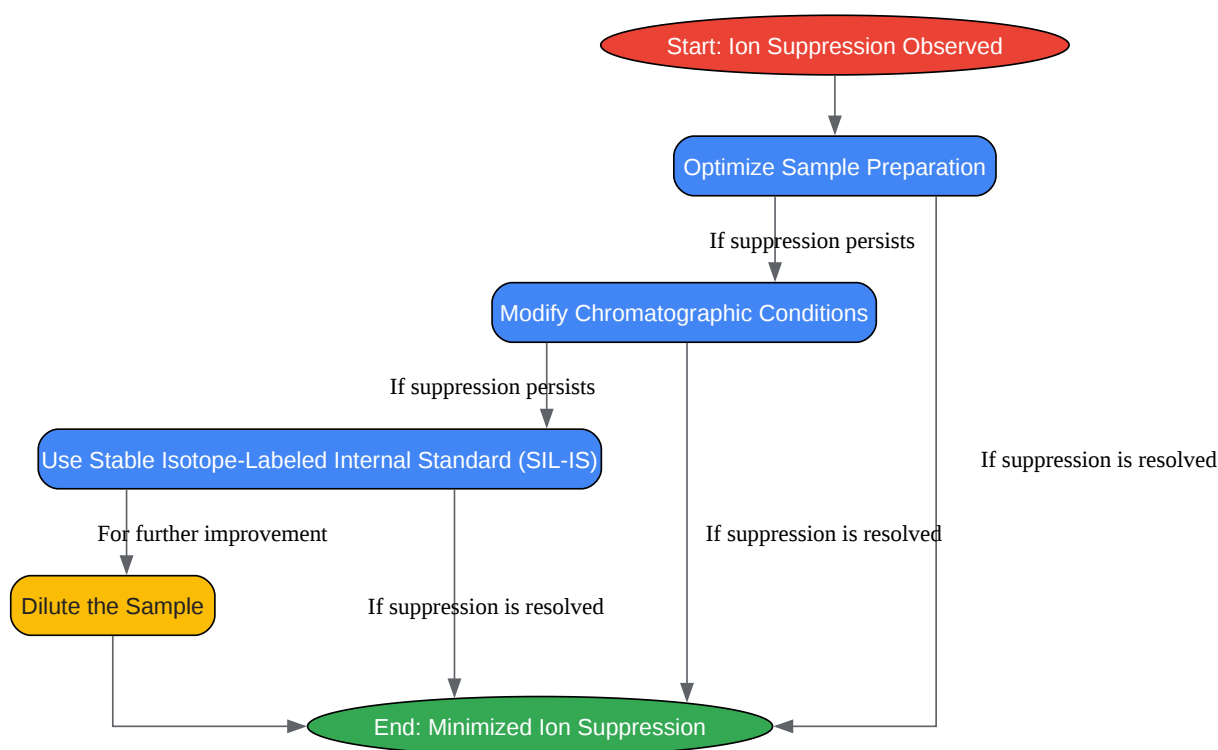 Start: Ion Suppression Observed
Optimize Sample Preparation
If suppression persists
Modify Chromatographic Conditions
If suppression persists
Use Stable Isotope-Labeled Internal Standard (SIL-IS)
If suppression is resolved
For further improvement
If suppression is resolved
Dilute the Sample
If suppression is resolved
End: Minimized Ion Suppression